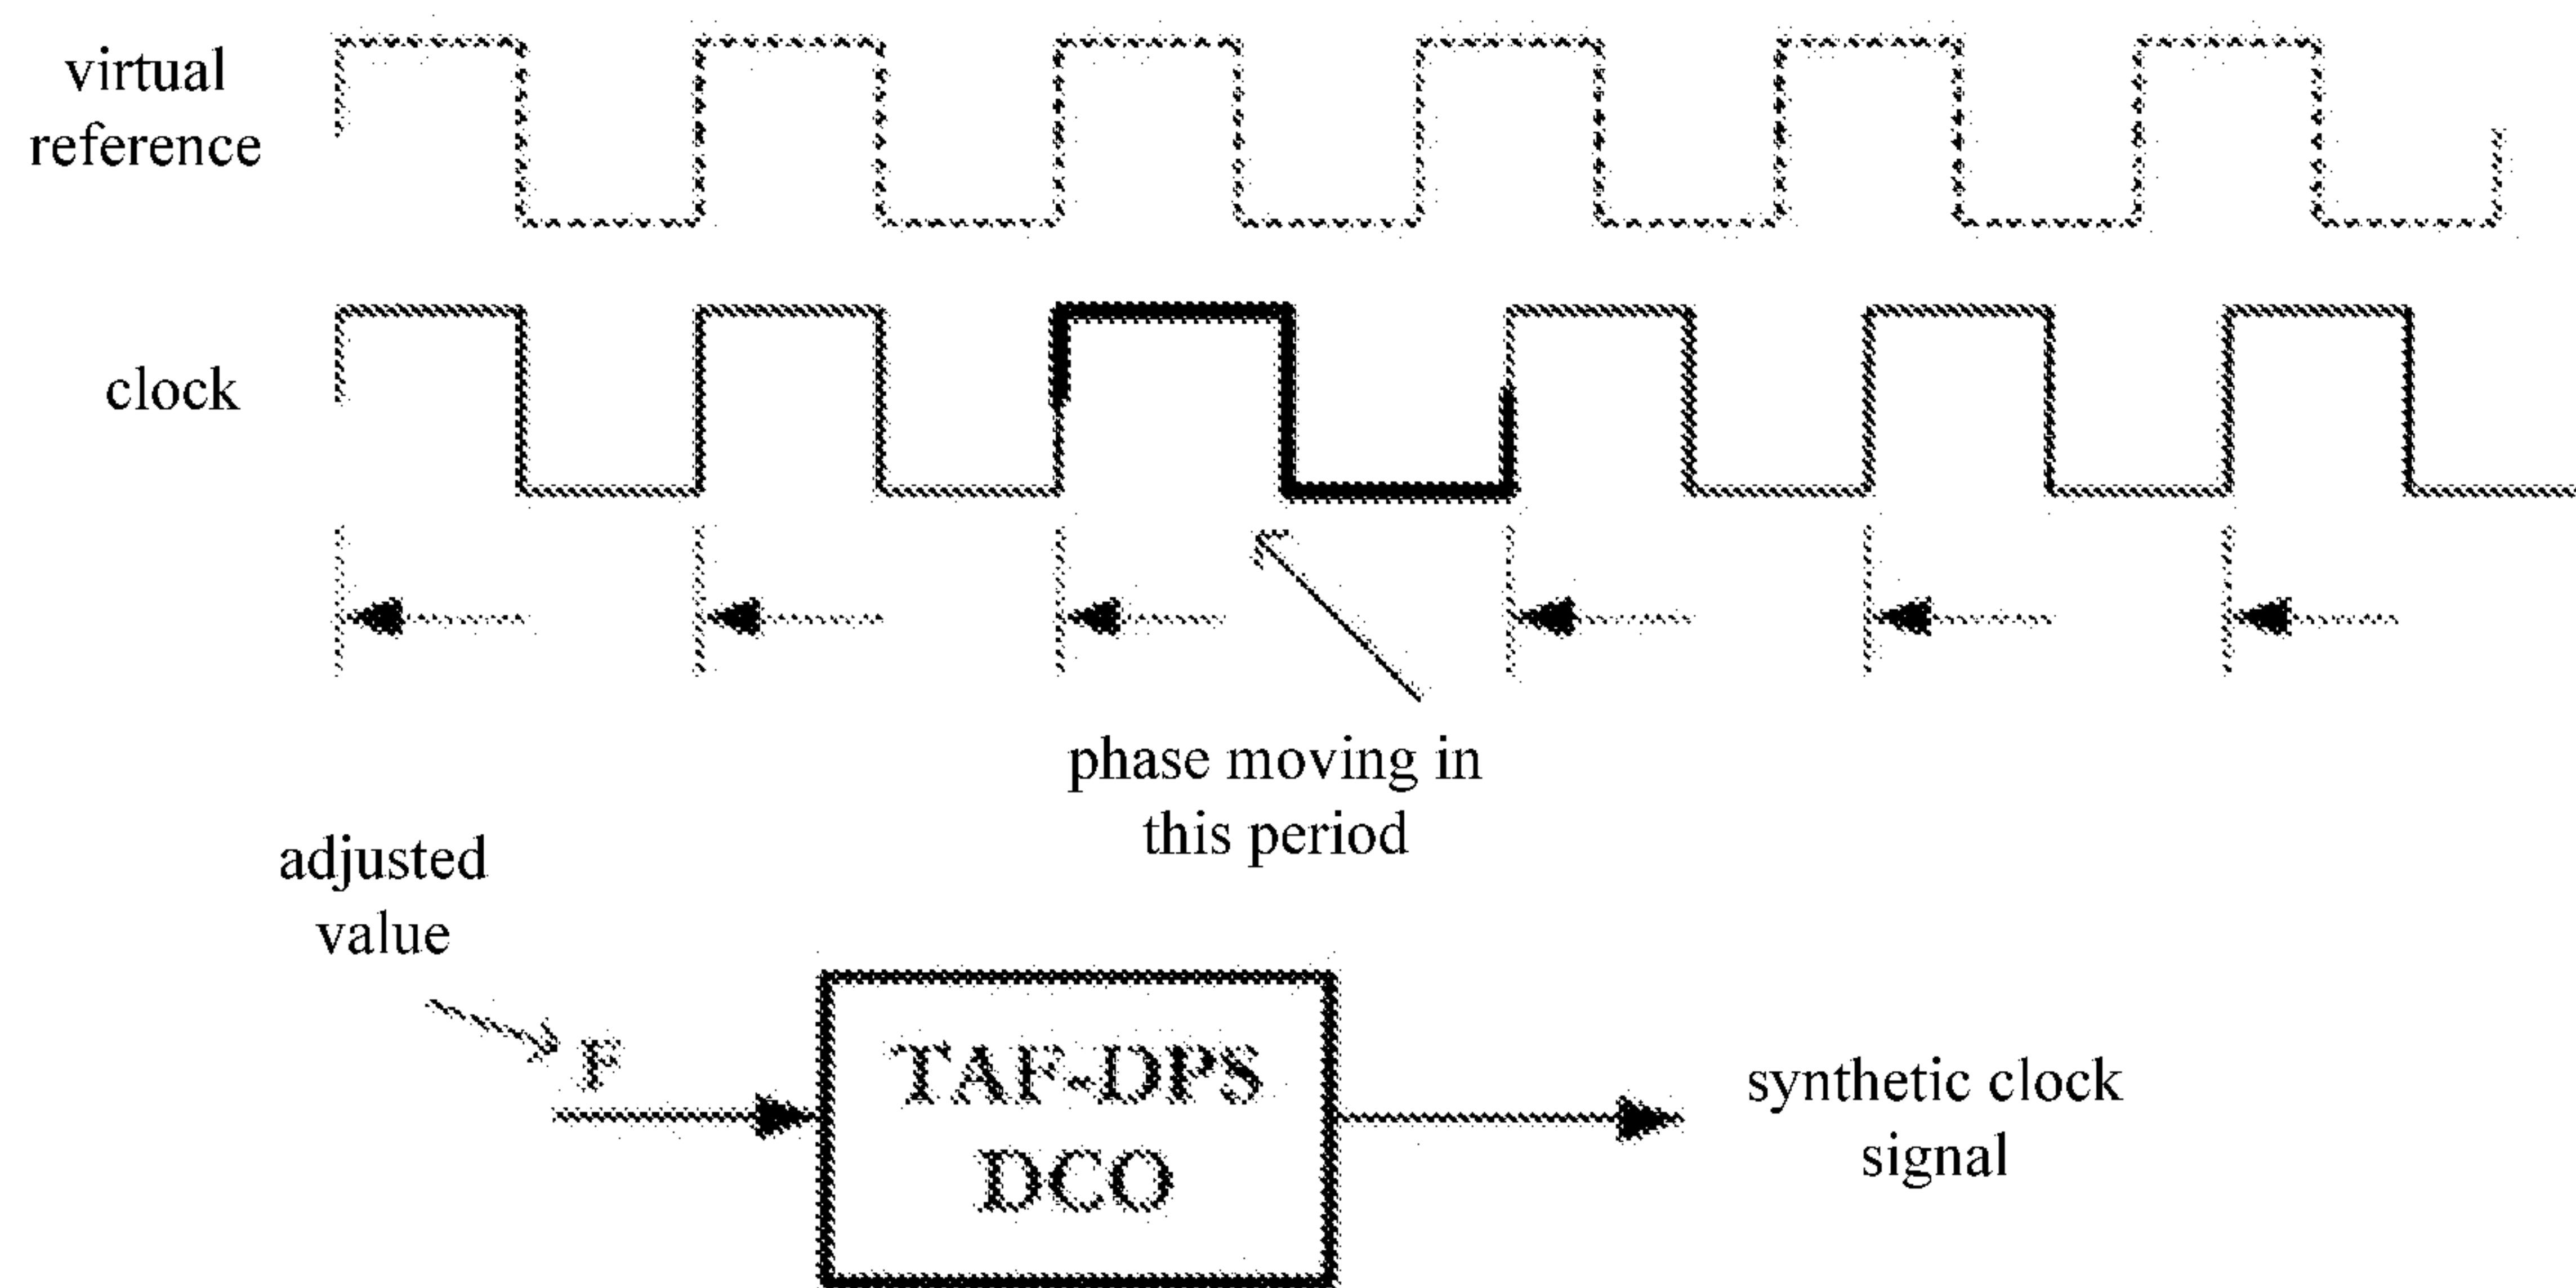 virtual
reference
clock
phase moving in
this period
adjusted
value
F
TAF-DPS
DCO
synthetic clock
signal